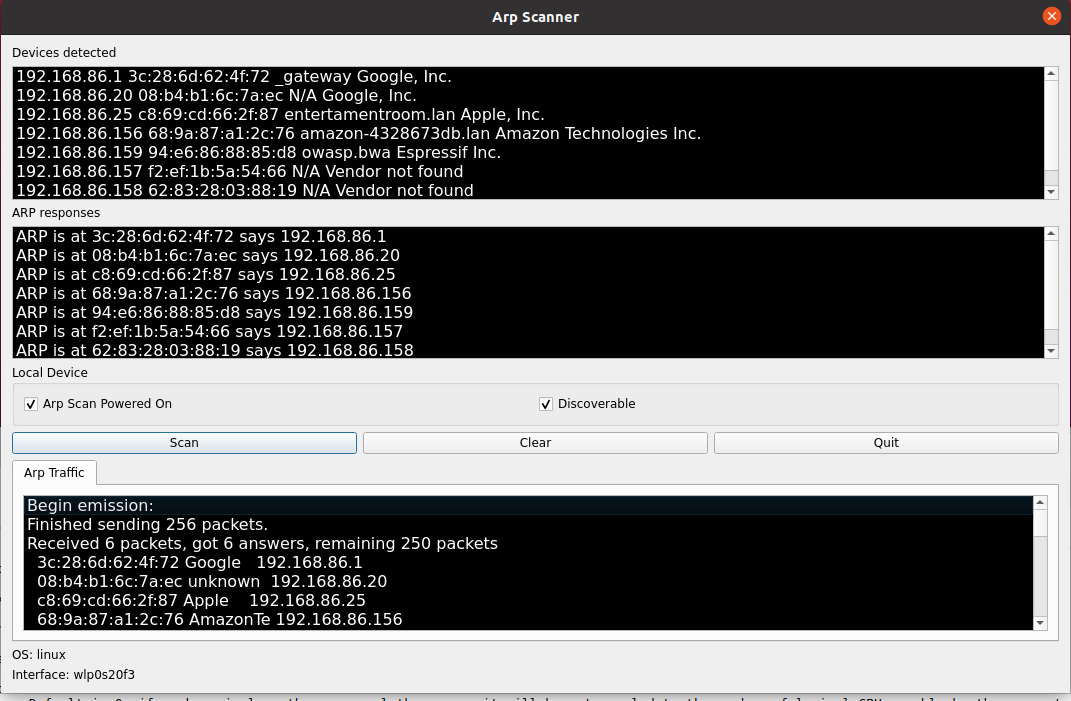 Arp Scanner
Devices detected
192.168.86.1 3c:28:6d:62:4f:72 _gateway Google, Inc.
192.168.86.20 08:b4:b1:6c:7a:ec N/A Google, Inc.
192.168.86.25 c8:69:cd:66:2f:87 entertamentroom.lan Apple, Inc.
192.168.86.156 68:9a:87:a1:2c:76 amazon-4328673db.lan Amazon Technologies Inc.
192.168.86.159 94:e6:86:88:85:d8 owasp.bwa Espressif Inc.
192.168.86.157 f2:ef:1b:5a:54:66 N/A Vendor not found
192.168.86.158 62:83:28:03:88:19 N/A Vendor not found
ARP responses
ARP is at 3c:28:6d:62:4f:72 says 192.168.86.1
ARP is at 08:b4:b1:6c:7a:ec says 192.168.86.20
ARP is at c8:69:cd:66:2f:87 says 192.168.86.25
ARP is at 68:9a:87:a1:2c:76 says 192.168.86.156
ARP is at 94:e6:86:88:85:d8 says 192.168.86.159
ARP is at f2:ef:1b:5a:54:66 says 192.168.86.157
ARP is at 62:83:28:03:88:19 says 192.168.86.158
Local Device
Arp Scan Powered On
Discoverable
Scan
Clear
Quit
Arp Traffic
Begin emission:
Finished sending 256 packets.
Received 6 packets, got 6 answers, remaining 250 packets
3c:28:6d:62:4f:72 Google 192.168.86.1
08:b4:b1:6c:7a:ec unknown 192.168.86.20
c8:69:cd:66:2f:87 Apple 192.168.86.25
68:9a:87:a1:2c:76 AmazonTe 192.168.86.156
OS: linux
Interface: wlp0s20f3